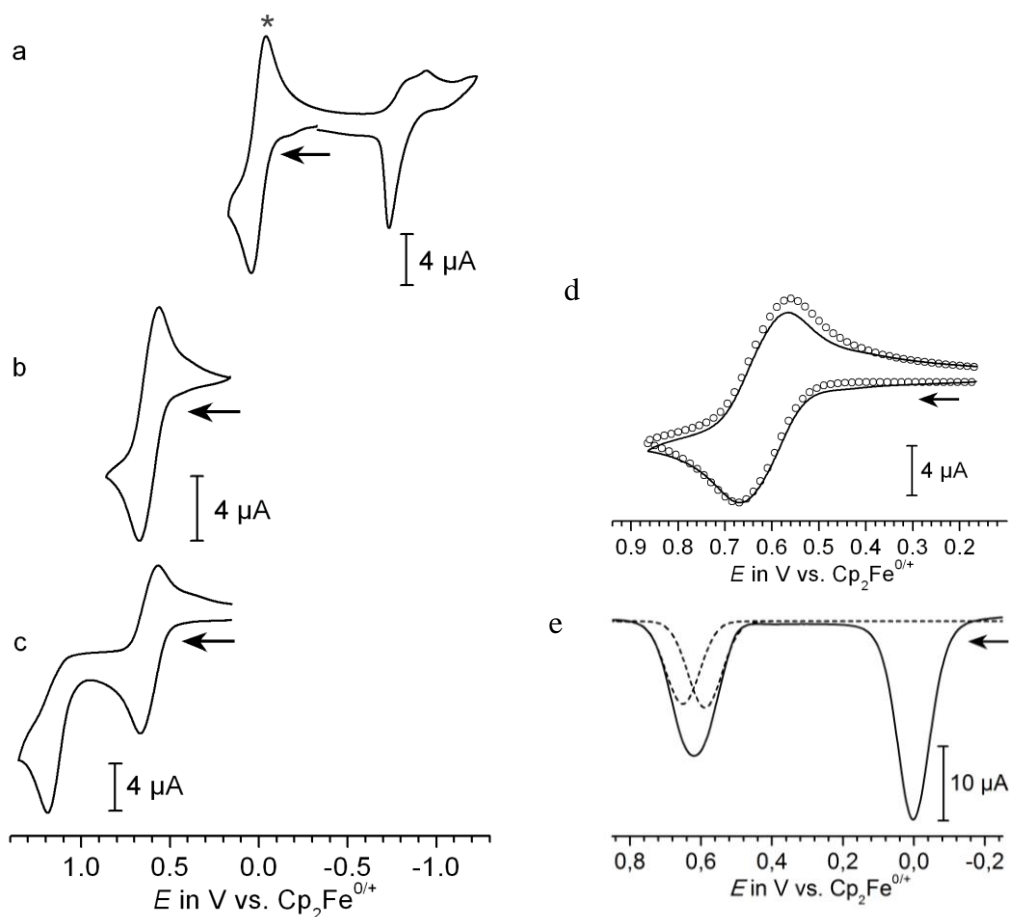 *
a
4 µA
b
4 µA
c
4 µA
1.0 0.5 0.0 -0.5 -1.0
E in V vs. Cp₂Fe⁰/⁺
d
4 µA
0.9 0.8 0.7 0.6 0.5 0.4 0.3 0.2
E in V vs. Cp₂Fe⁰/⁺
e
10 µA
0,8 0,6 0,4 0,2 0,0 -0,2
E in V vs. Cp₂Fe⁰/⁺